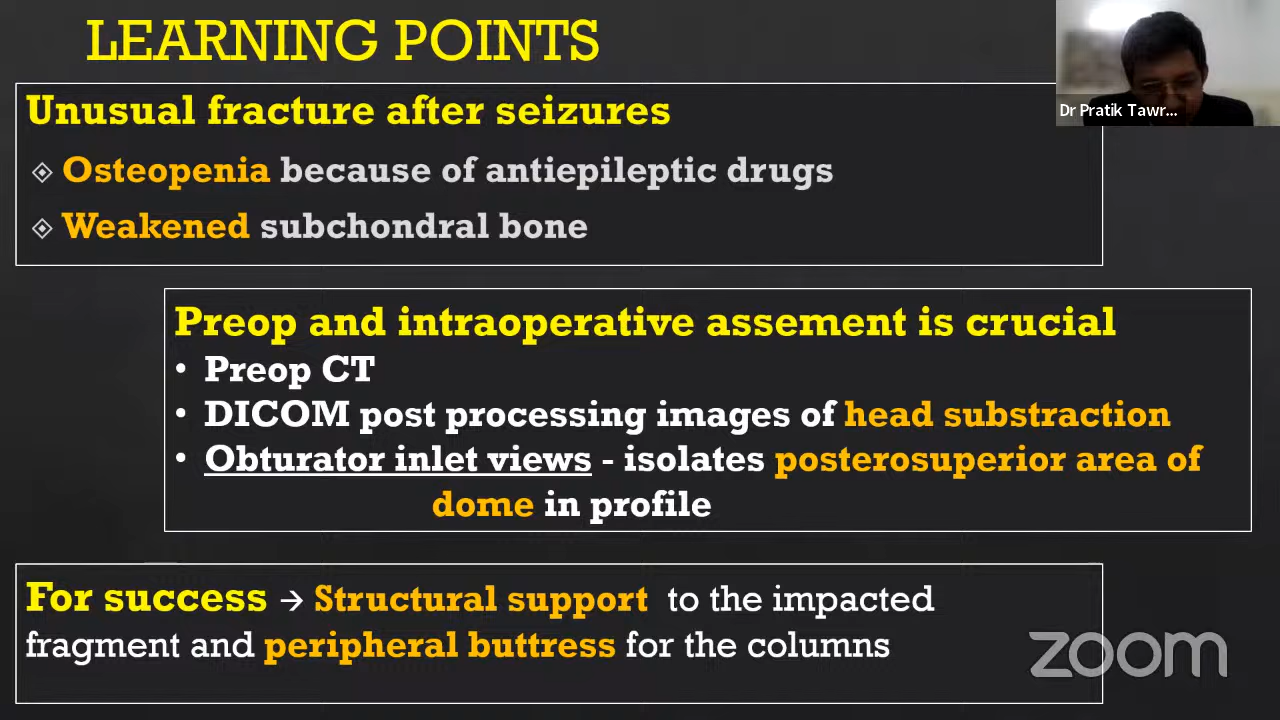 LEARNING POINTS
Dr Pratik Tawr...
Unusual fracture after seizures
Osteopenia because of antiepileptic drugs
Weakened subchondral bone
Preop and intraoperative assement is crucial
• Preop CT
• DICOM post processing images of head substraction
• Obturator inlet views - isolates posterosuperior area of
dome in profile
For success → Structural support to the impacted
fragment and peripheral buttress for the columns
zoom